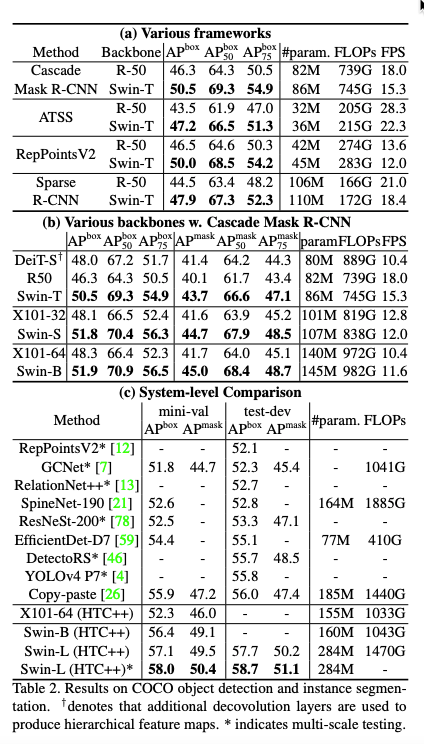 (a) Various frameworks
Method Backbone AP^box AP^box_50 AP^box_75 #param. FLOPs FPS
Cascade R-50 46.3 64.3 50.5 82M 739G 18.0
Mask R-CNN Swin-T 50.5 69.3 54.9 86M 745G 15.3
ATSS R-50 43.5 61.9 47.0 32M 205G 28.3
Swin-T 47.2 66.5 51.3 36M 215G 22.3
RepPointsV2 R-50 46.5 64.6 50.3 42M 274G 13.6
Swin-T 50.0 68.5 54.2 45M 283G 12.0
Sparse R-50 44.5 63.4 48.2 106M 166G 21.0
R-CNN Swin-T 47.9 67.3 52.3 110M 172G 18.4
(b) Various backbones w. Cascade Mask R-CNN
AP^box AP^box_50 AP^box_75 AP^mask AP^mask_50 AP^mask_75 param FLOPs FPS
DeiT-S† 48.0 67.2 51.7 41.4 64.2 44.3 80M 889G 10.4
R50 46.3 64.3 50.5 40.1 61.7 43.4 82M 739G 18.0
Swin-T 50.5 69.3 54.9 43.7 66.6 47.1 86M 745G 15.3
X101-32 48.1 66.5 52.4 41.6 63.9 45.2 101M 819G 12.8
Swin-S 51.8 70.4 56.3 44.7 67.9 48.5 107M 838G 12.0
X101-64 48.3 66.4 52.3 41.7 64.0 45.1 140M 972G 10.4
Swin-B 51.9 70.9 56.5 45.0 68.4 48.7 145M 982G 11.6
(c) System-level Comparison
Method mini-val test-dev #param. FLOPs
AP^box AP^mask AP^box AP^mask
RepPointsV2* [12] - - 52.1 - - -
GCNet* [7] 51.8 44.7 52.3 45.4 - 1041G
RelationNet++* [13] - - 52.7 - - -
SpineNet-190 [21] 52.6 - 52.8 - 164M 1885G
ResNeSt-200* [78] 52.5 - 53.3 47.1 - -
EfficientDet-D7 [59] 54.4 - 55.1 - 77M 410G
DetectoRS* [46] - - 55.7 48.5 - -
YOLOv4 P7* [4] - - 55.8 - - -
Copy-paste [26] 55.9 47.2 56.0 47.4 185M 1440G
X101-64 (HTC++) 52.3 46.0 - - 155M 1033G
Swin-B (HTC++) 56.4 49.1 - - 160M 1043G
Swin-L (HTC++) 57.1 49.5 57.7 50.2 284M 1470G
Swin-L (HTC++)* 58.0 50.4 58.7 51.1 284M -
Table 2. Results on COCO object detection and instance segmen-
tation. †denotes that additional decovolution layers are used to
produce hierarchical feature maps. * indicates multi-scale testing.